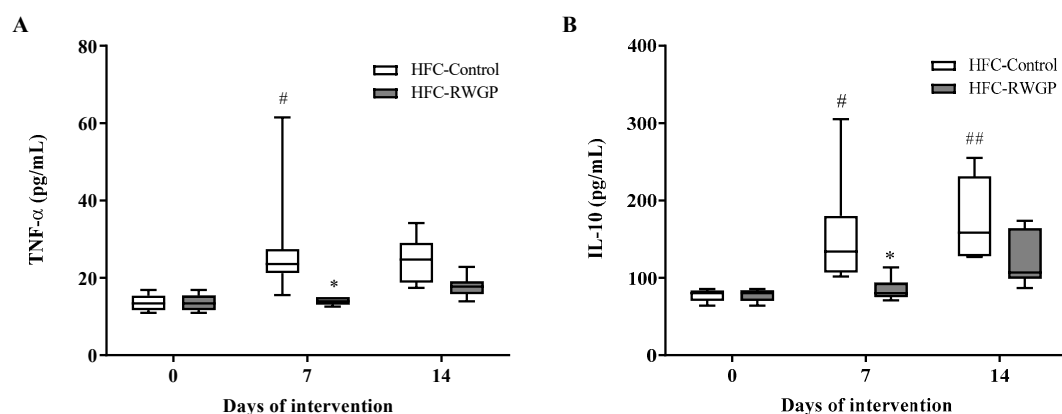 A
80
60
40
20
0
TNF-α (pg/mL)
HFC-Control
HFC-RWGP
#
*
0 7 14
Days of intervention
B
400
300
200
100
0
IL-10 (pg/mL)
HFC-Control
HFC-RWGP
#
*
##
0 7 14
Days of intervention